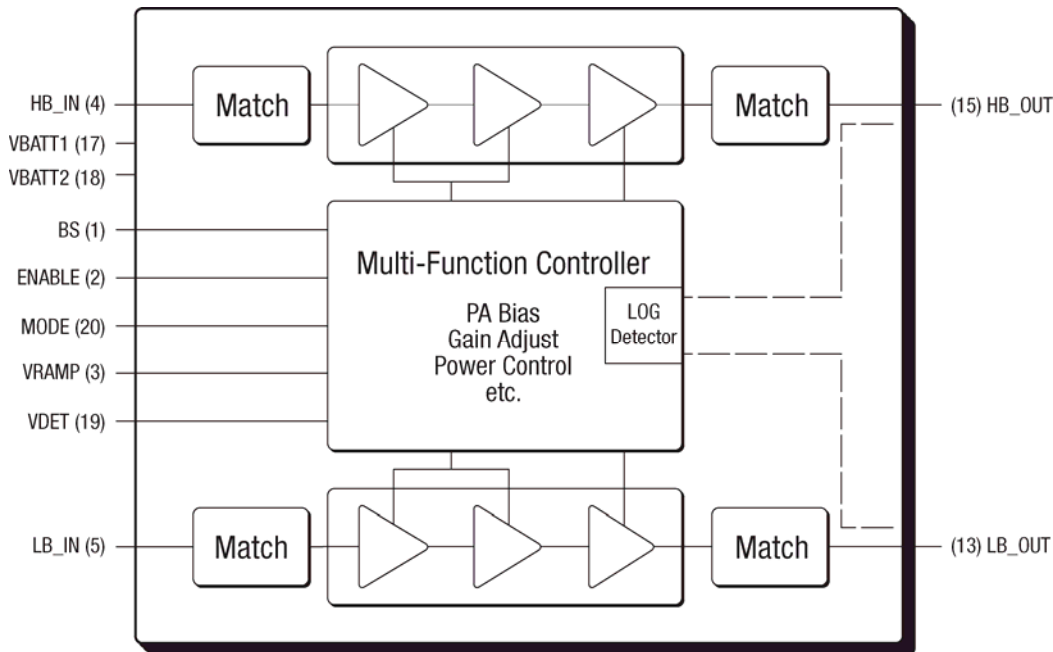 HB_IN (4)
Match
Match
(15) HB_OUT
VBATT1 (17)
VBATT2 (18)
BS (1)
ENABLE (2)
MODE (20)
VRAMP (3)
VDET (19)
Multi-Function Controller
PA Bias
Gain Adjust
Power Control
etc.
LOG
Detector
LB_IN (5)
Match
Match
(13) LB_OUT